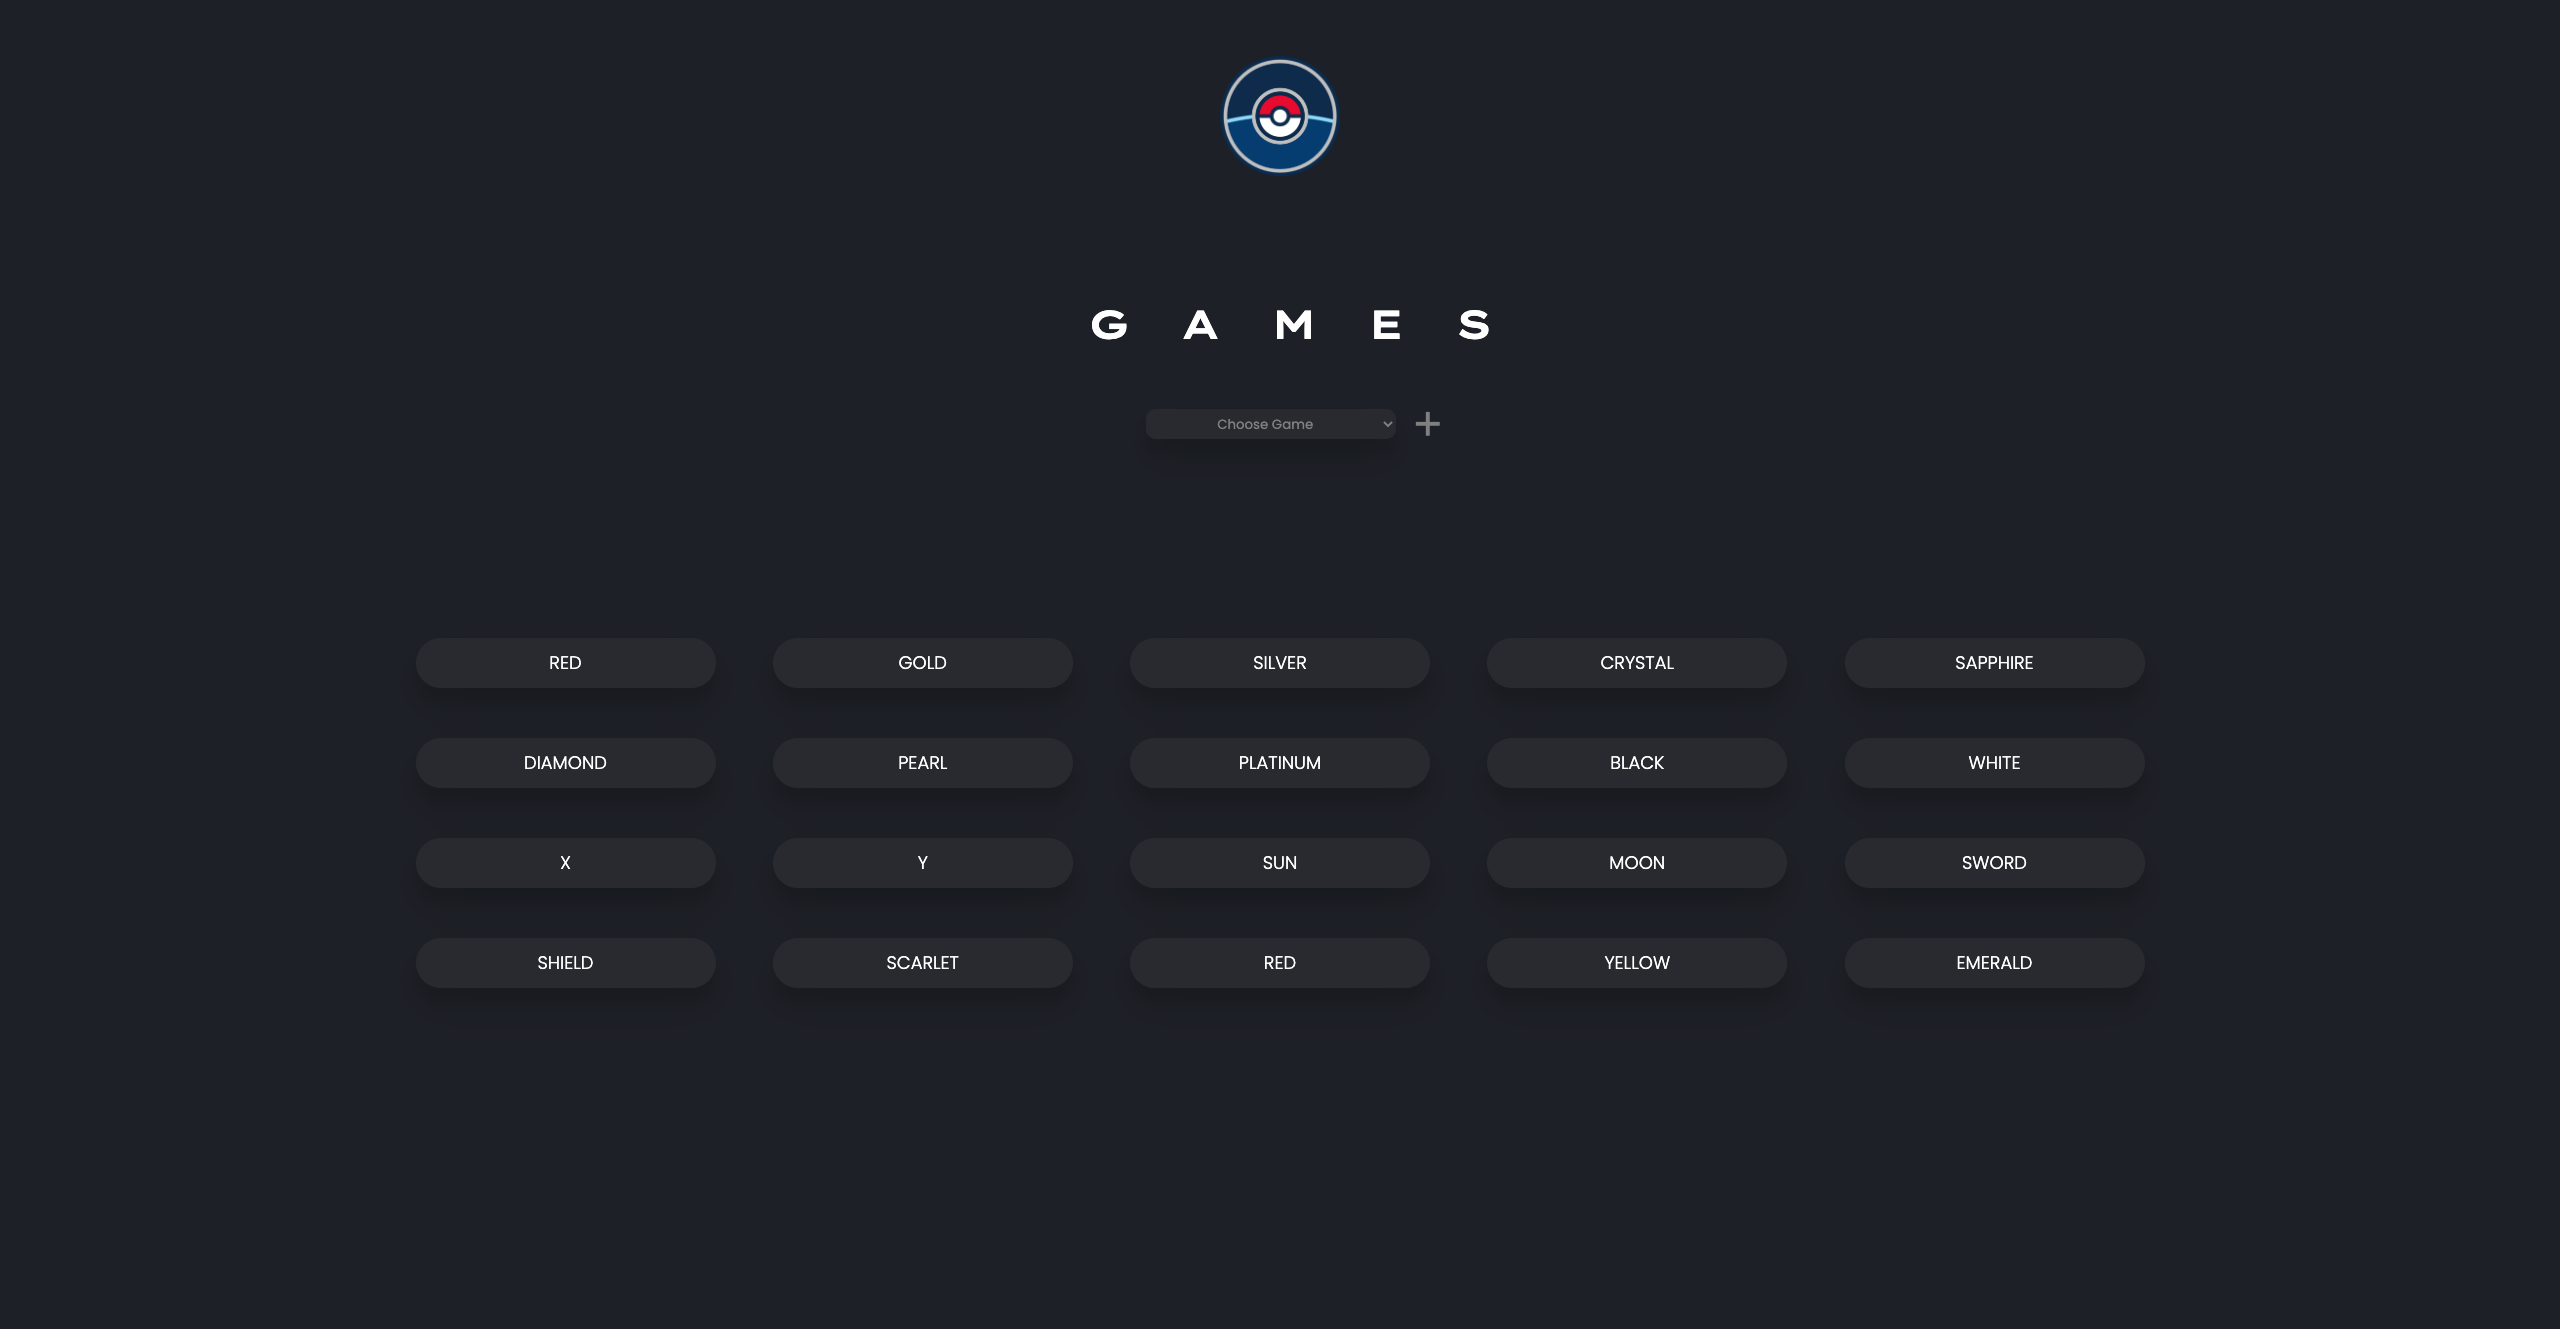 G A M E S
Choose Game
RED GOLD SILVER CRYSTAL SAPPHIRE
DIAMOND PEARL PLATINUM BLACK WHITE
X Y SUN MOON SWORD
SHIELD SCARLET RED YELLOW EMERALD